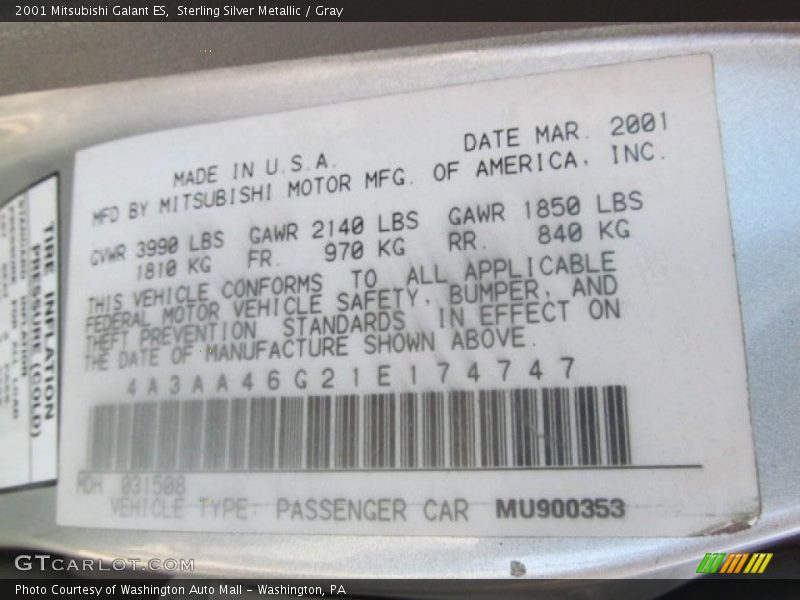 2001 Mitsubishi Galant ES,  Sterling Silver Metallic / Gray
MADE IN U.S.A. DATE MAR. 2001
MFD BY MITSUBISHI MOTOR MFG. OF AMERICA, INC.
GVWR 3990 LBS GAWR 2140 LBS GAWR 1850 LBS
1810 KG FR. 970 KG RR. 840 KG
THIS VEHICLE CONFORMS TO ALL APPLICABLE
FEDERAL MOTOR VEHICLE SAFETY, BUMPER, AND
THEFT PREVENTION STANDARDS IN EFFECT ON
THE DATE OF MANUFACTURE SHOWN ABOVE.
4A3AA46G21E174747
MDH 031508
VEHICLE TYPE: PASSENGER CAR MU900353
TIRE INFLATION
PRESSURE (COLD)
GTCARLOT.COM
Photo Courtesy of Washington Auto Mall - Washington, PA